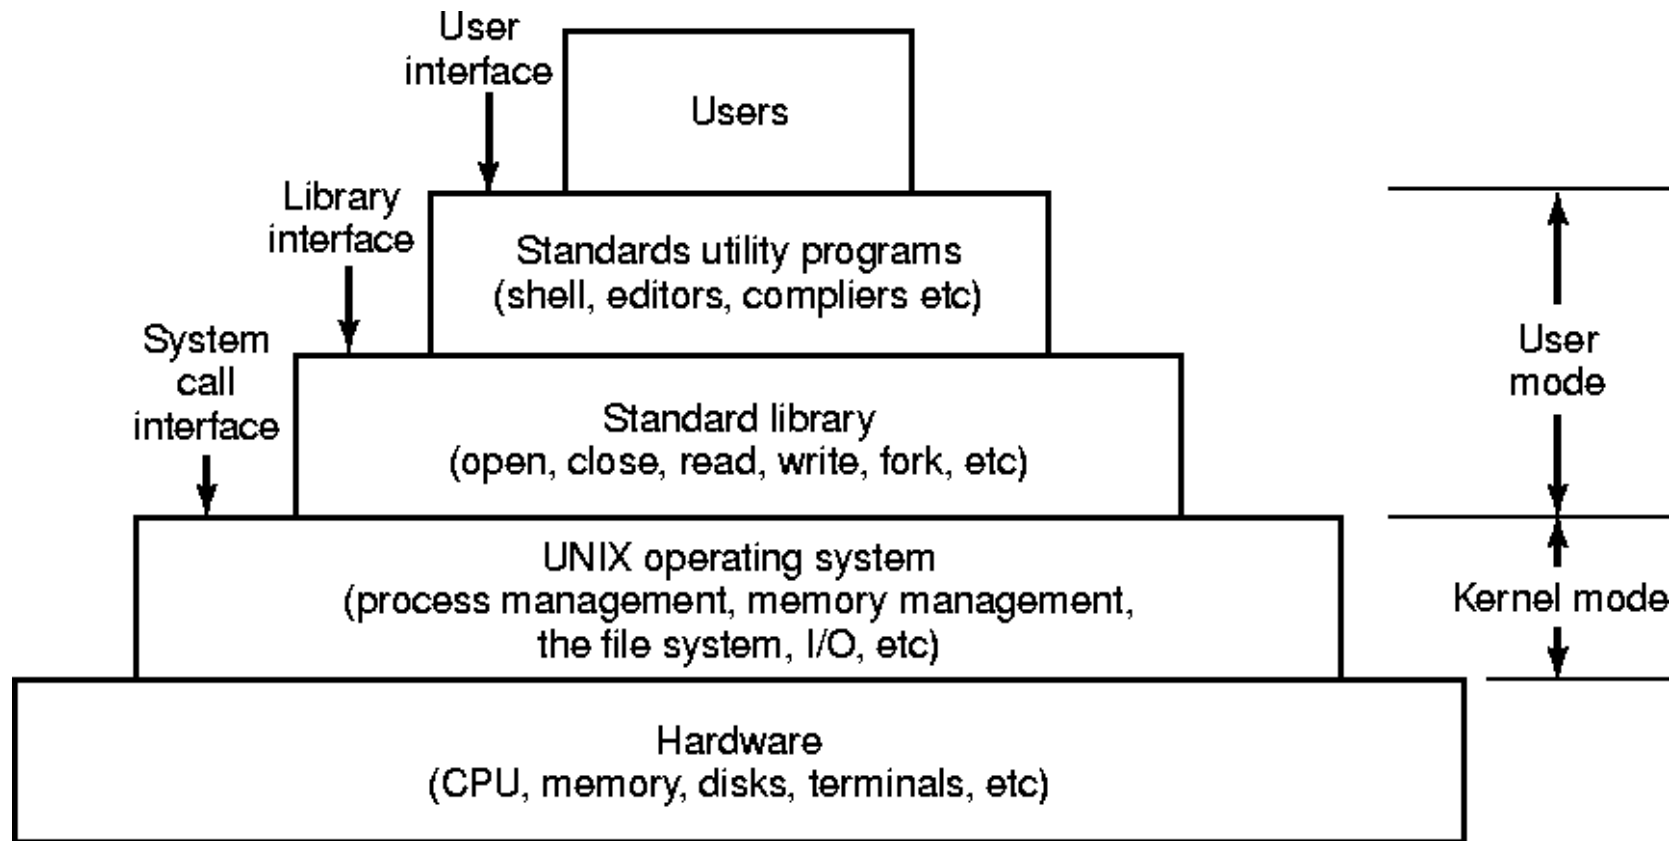 User
interface
Users
Library
interface
Standards utility programs
(shell, editors, compliers etc)
System
call
interface
User
mode
Standard library
(open, close, read, write, fork, etc)
UNIX operating system
(process management, memory management,
the file system, I/O, etc)
Kernel mode
Hardware
(CPU, memory, disks, terminals, etc)